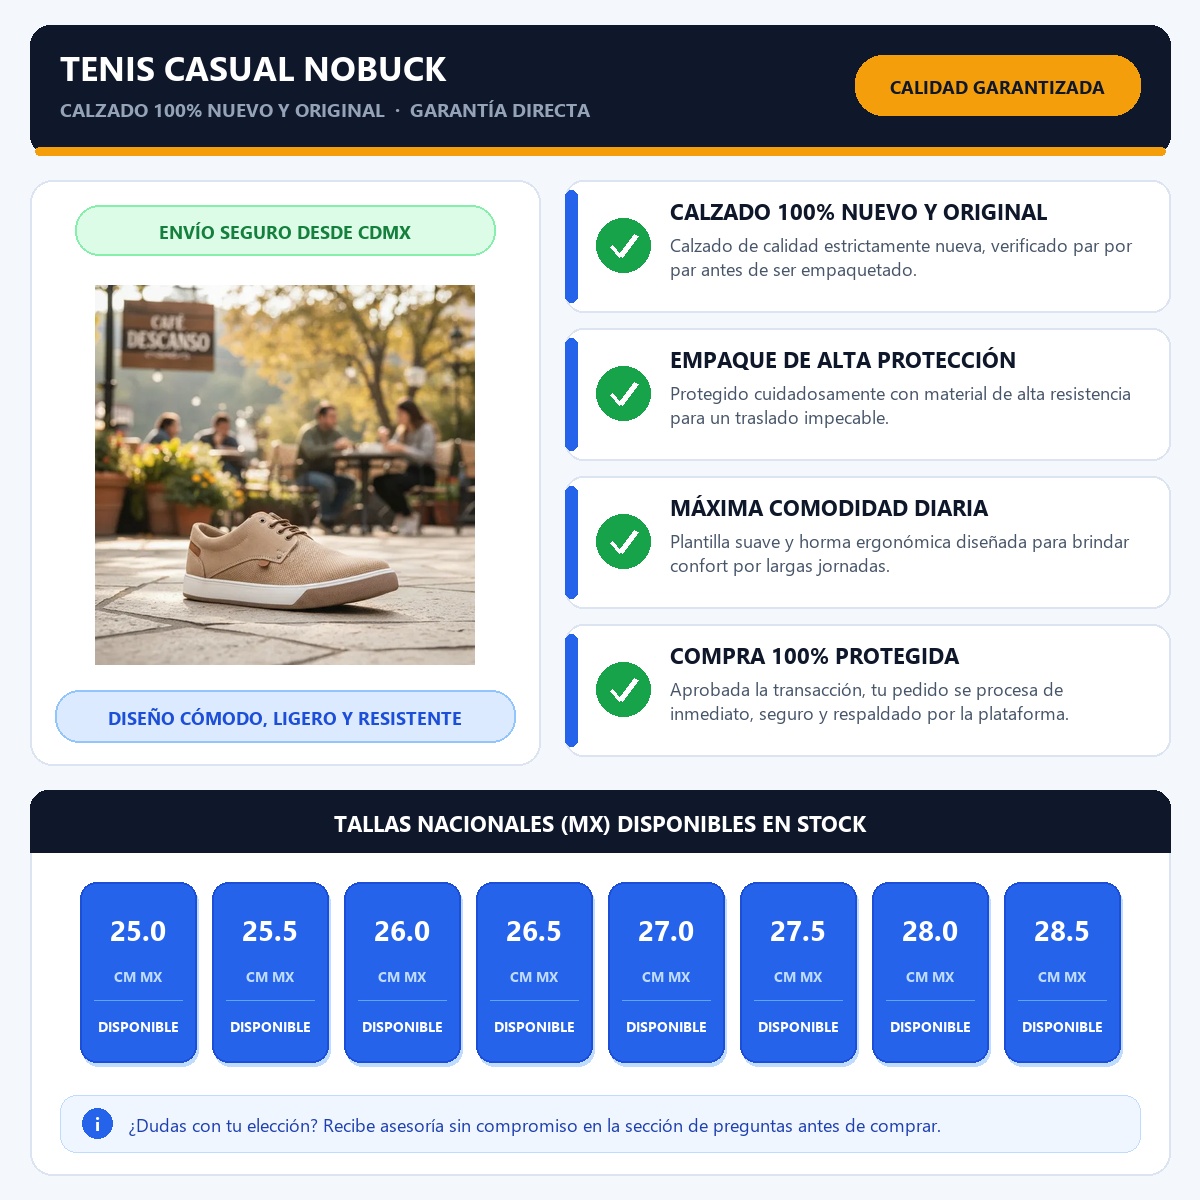 TENIS CASUAL NOBUCK
CALZADO 100% NUEVO Y ORIGINAL · GARANTÍA DIRECTA
CALIDAD GARANTIZADA
ENVÍO SEGURO DESDE CDMX
CAFÉ
DESCANSO
DISEÑO CÓMODO, LIGERO Y RESISTENTE
CALZADO 100% NUEVO Y ORIGINAL
Calzado de calidad estrictamente nueva, verificado par por
par antes de ser empaquetado.
EMPAQUE DE ALTA PROTECCIÓN
Protegido cuidadosamente con material de alta resistencia
para un traslado impecable.
MÁXIMA COMODIDAD DIARIA
Plantilla suave y horma ergonómica diseñada para brindar
confort por largas jornadas.
COMPRA 100% PROTEGIDA
Aprobada la transacción, tu pedido se procesa de
inmediato, seguro y respaldado por la plataforma.
TALLAS NACIONALES (MX) DISPONIBLES EN STOCK
25.0 25.5 26.0 26.5 27.0 27.5 28.0 28.5
CM MX CM MX CM MX CM MX CM MX CM MX CM MX CM MX
DISPONIBLE DISPONIBLE DISPONIBLE DISPONIBLE DISPONIBLE DISPONIBLE DISPONIBLE DISPONIBLE
¿Dudas con tu elección? Recibe asesoría sin compromiso en la sección de preguntas antes de comprar.